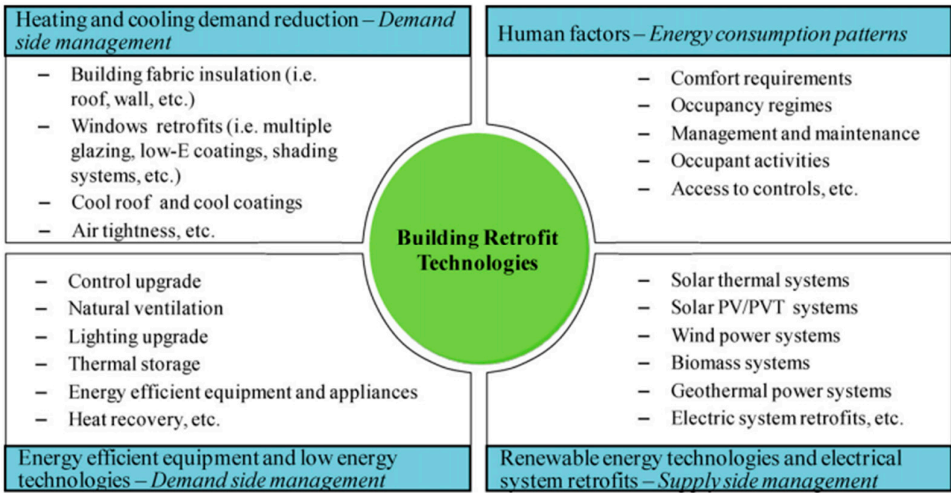 Heating and cooling demand reduction – Demand
side management
– Building fabric insulation (i.e.
roof, wall, etc.)
– Windows retrofits (i.e. multiple
glazing, low-E coatings, shading
systems, etc.)
– Cool roof and cool coatings
– Air tightness, etc.
Human factors – Energy consumption patterns
– Comfort requirements
– Occupancy regimes
– Management and maintenance
– Occupant activities
– Access to controls, etc.
Building Retrofit
Technologies
– Control upgrade
– Natural ventilation
– Lighting upgrade
– Thermal storage
– Energy efficient equipment and appliances
– Heat recovery, etc.
Energy efficient equipment and low energy
technologies – Demand side management
– Solar thermal systems
– Solar PV/PVT systems
– Wind power systems
– Biomass systems
– Geothermal power systems
– Electric system retrofits, etc.
Renewable energy technologies and electrical
system retrofits – Supply side management